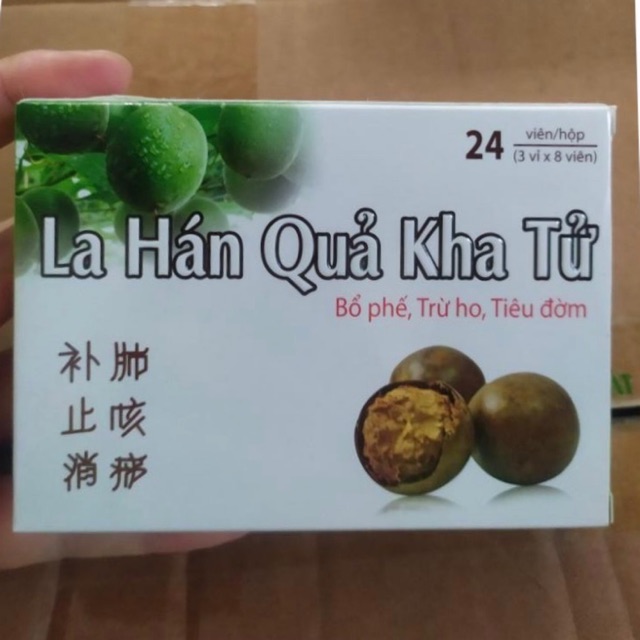 24 viên/hộp
(3 vỉ x 8 viên)
La Hán Quả Kha Tử
Bổ phế, Trừ ho, Tiêu đờm
补肺
止咳
消痨